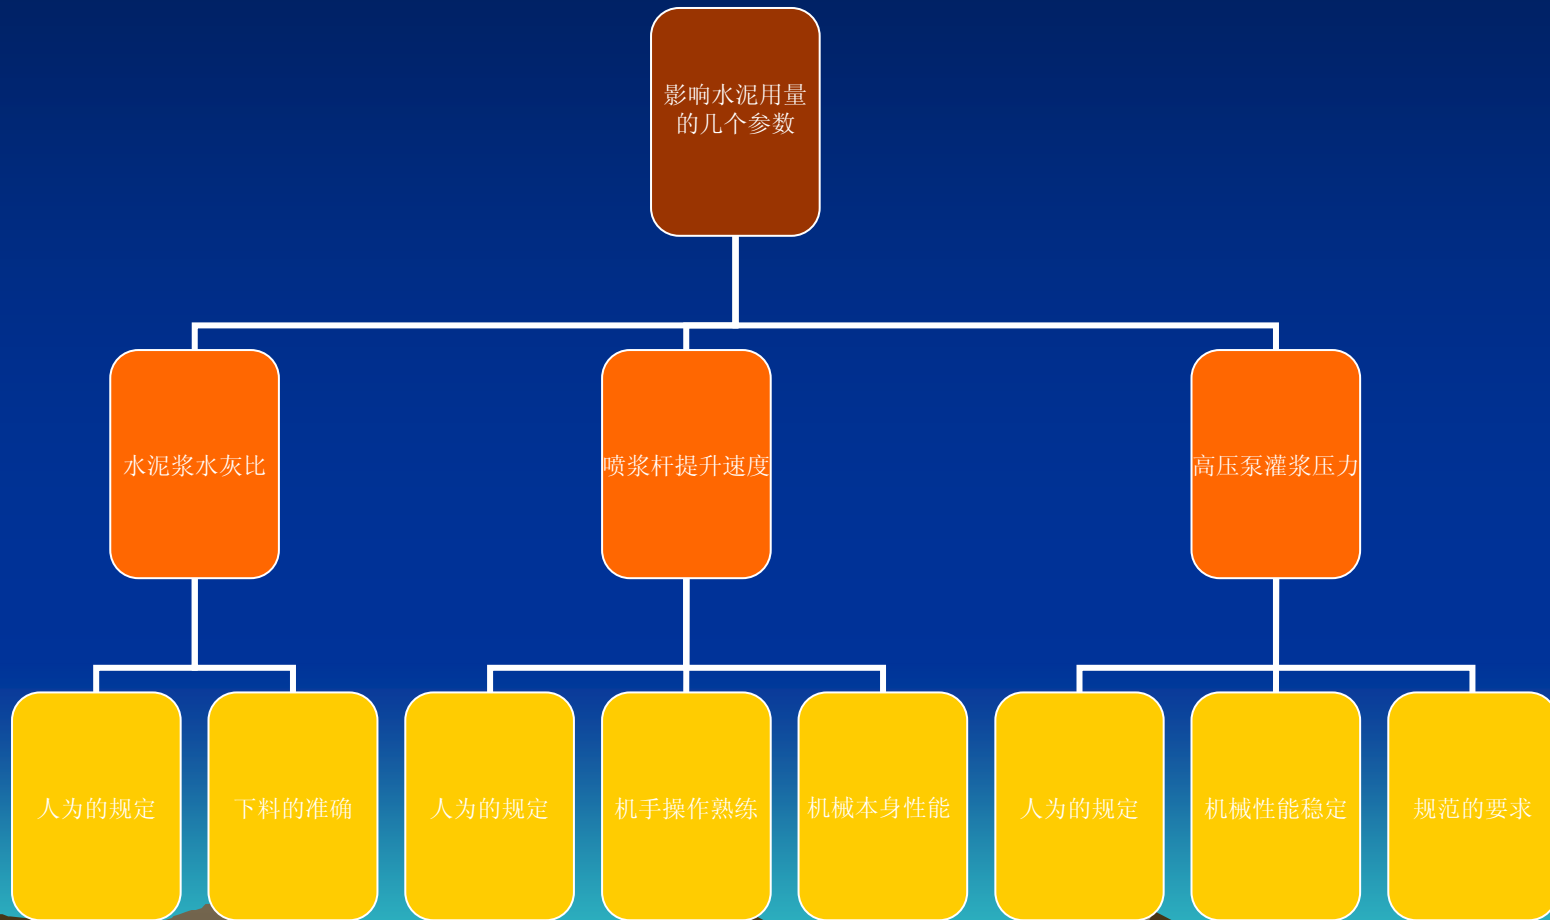 影响水泥用量
的几个参数
水泥浆水灰比
喷浆杆提升速度
高压泵灌浆压力
人为的规定
下料的准确
人为的规定
机手操作熟练
机械本身性能
人为的规定
机械性能稳定
规范的要求